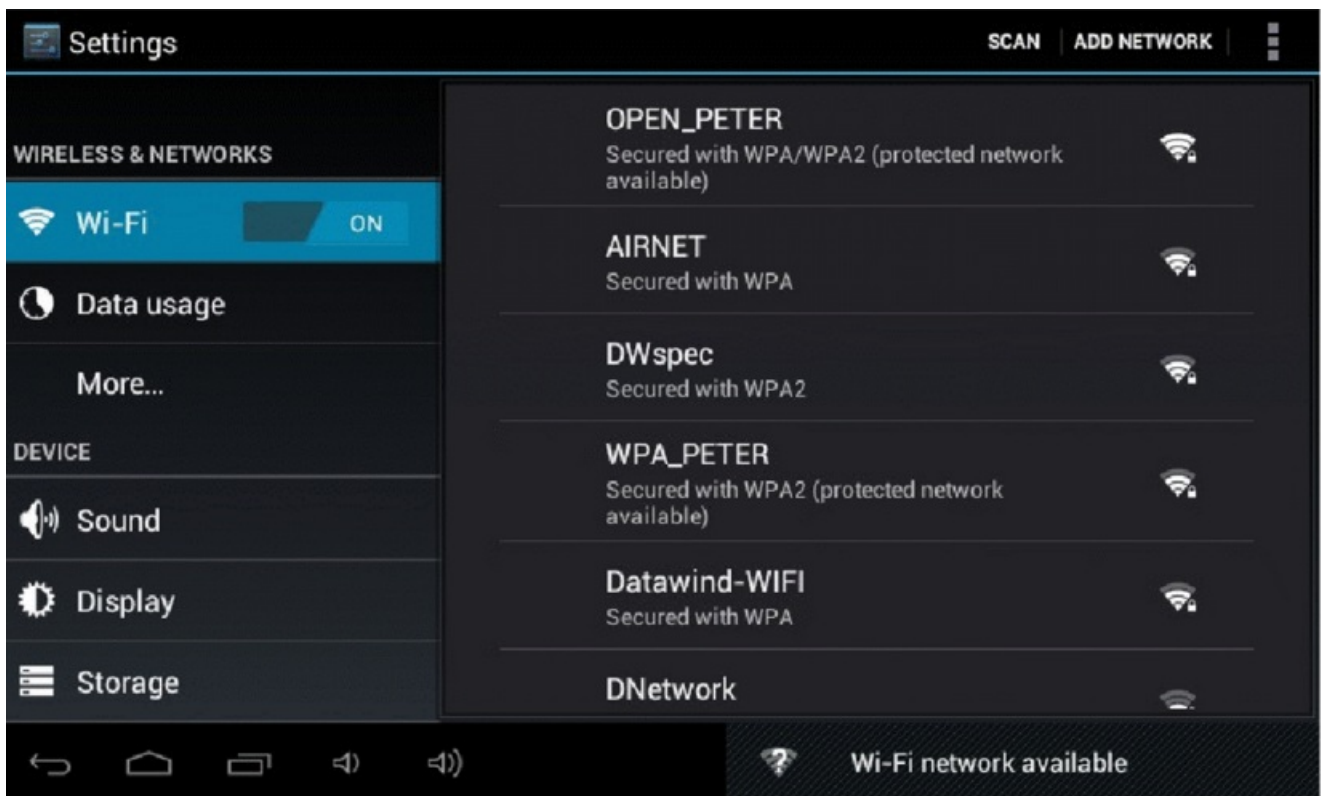 Settings
SCAN
ADD NETWORK
WIRELESS & NETWORKS
Wi-Fi
ON
Data usage
More...
DEVICE
Sound
Display
Storage
OPEN_PETER
Secured with WPA/WPA2 (protected network
available)
AIRNET
Secured with WPA
DWspec
Secured with WPA2
WPA_PETER
Secured with WPA2 (protected network
available)
Datawind-WIFI
Secured with WPA
DNetwork
Wi-Fi network available